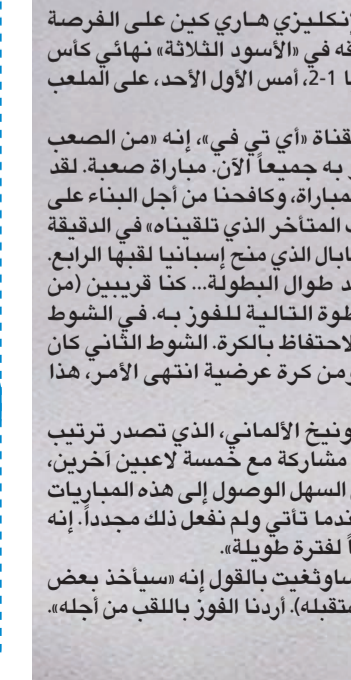 نكليزي هاري كين على الفرصة
فه في «الأسود الثلاثة» نهائي كأس
ا 1-2، أمس الأول الأحد، على الملعب
قناة «أي تي في»، إنه «من الصعب
ر به جميعاً الآن. مباراة صعبة. لقد
لمباراة، وكافحنا من أجل البناء على
المتأخر الذي تلقيناه» في الدقيقة
ابال الذي منح إسبانيا لقبها الرابع.
د طوال البطولة... كنا قريبين (من
طوة التالية للفوز به. في الشوط
لاحتفاظ بالكرة. الشوط الثاني كان
ومن كرة عرضية انتهى الأمر، هذا
ونيخ الألماني، الذي تصدر ترتيب
مشاركة مع خمسة لاعبين آخرين،
السهل الوصول إلى هذه المباريات
ندما تأتي ولم نفعل ذلك مجدداً. إنه
اً لفترة طويلة».
ساوثغيت بالقول إنه «سيأخذ بعض
ىتقبله). أردنا الفوز باللقب من أجله».